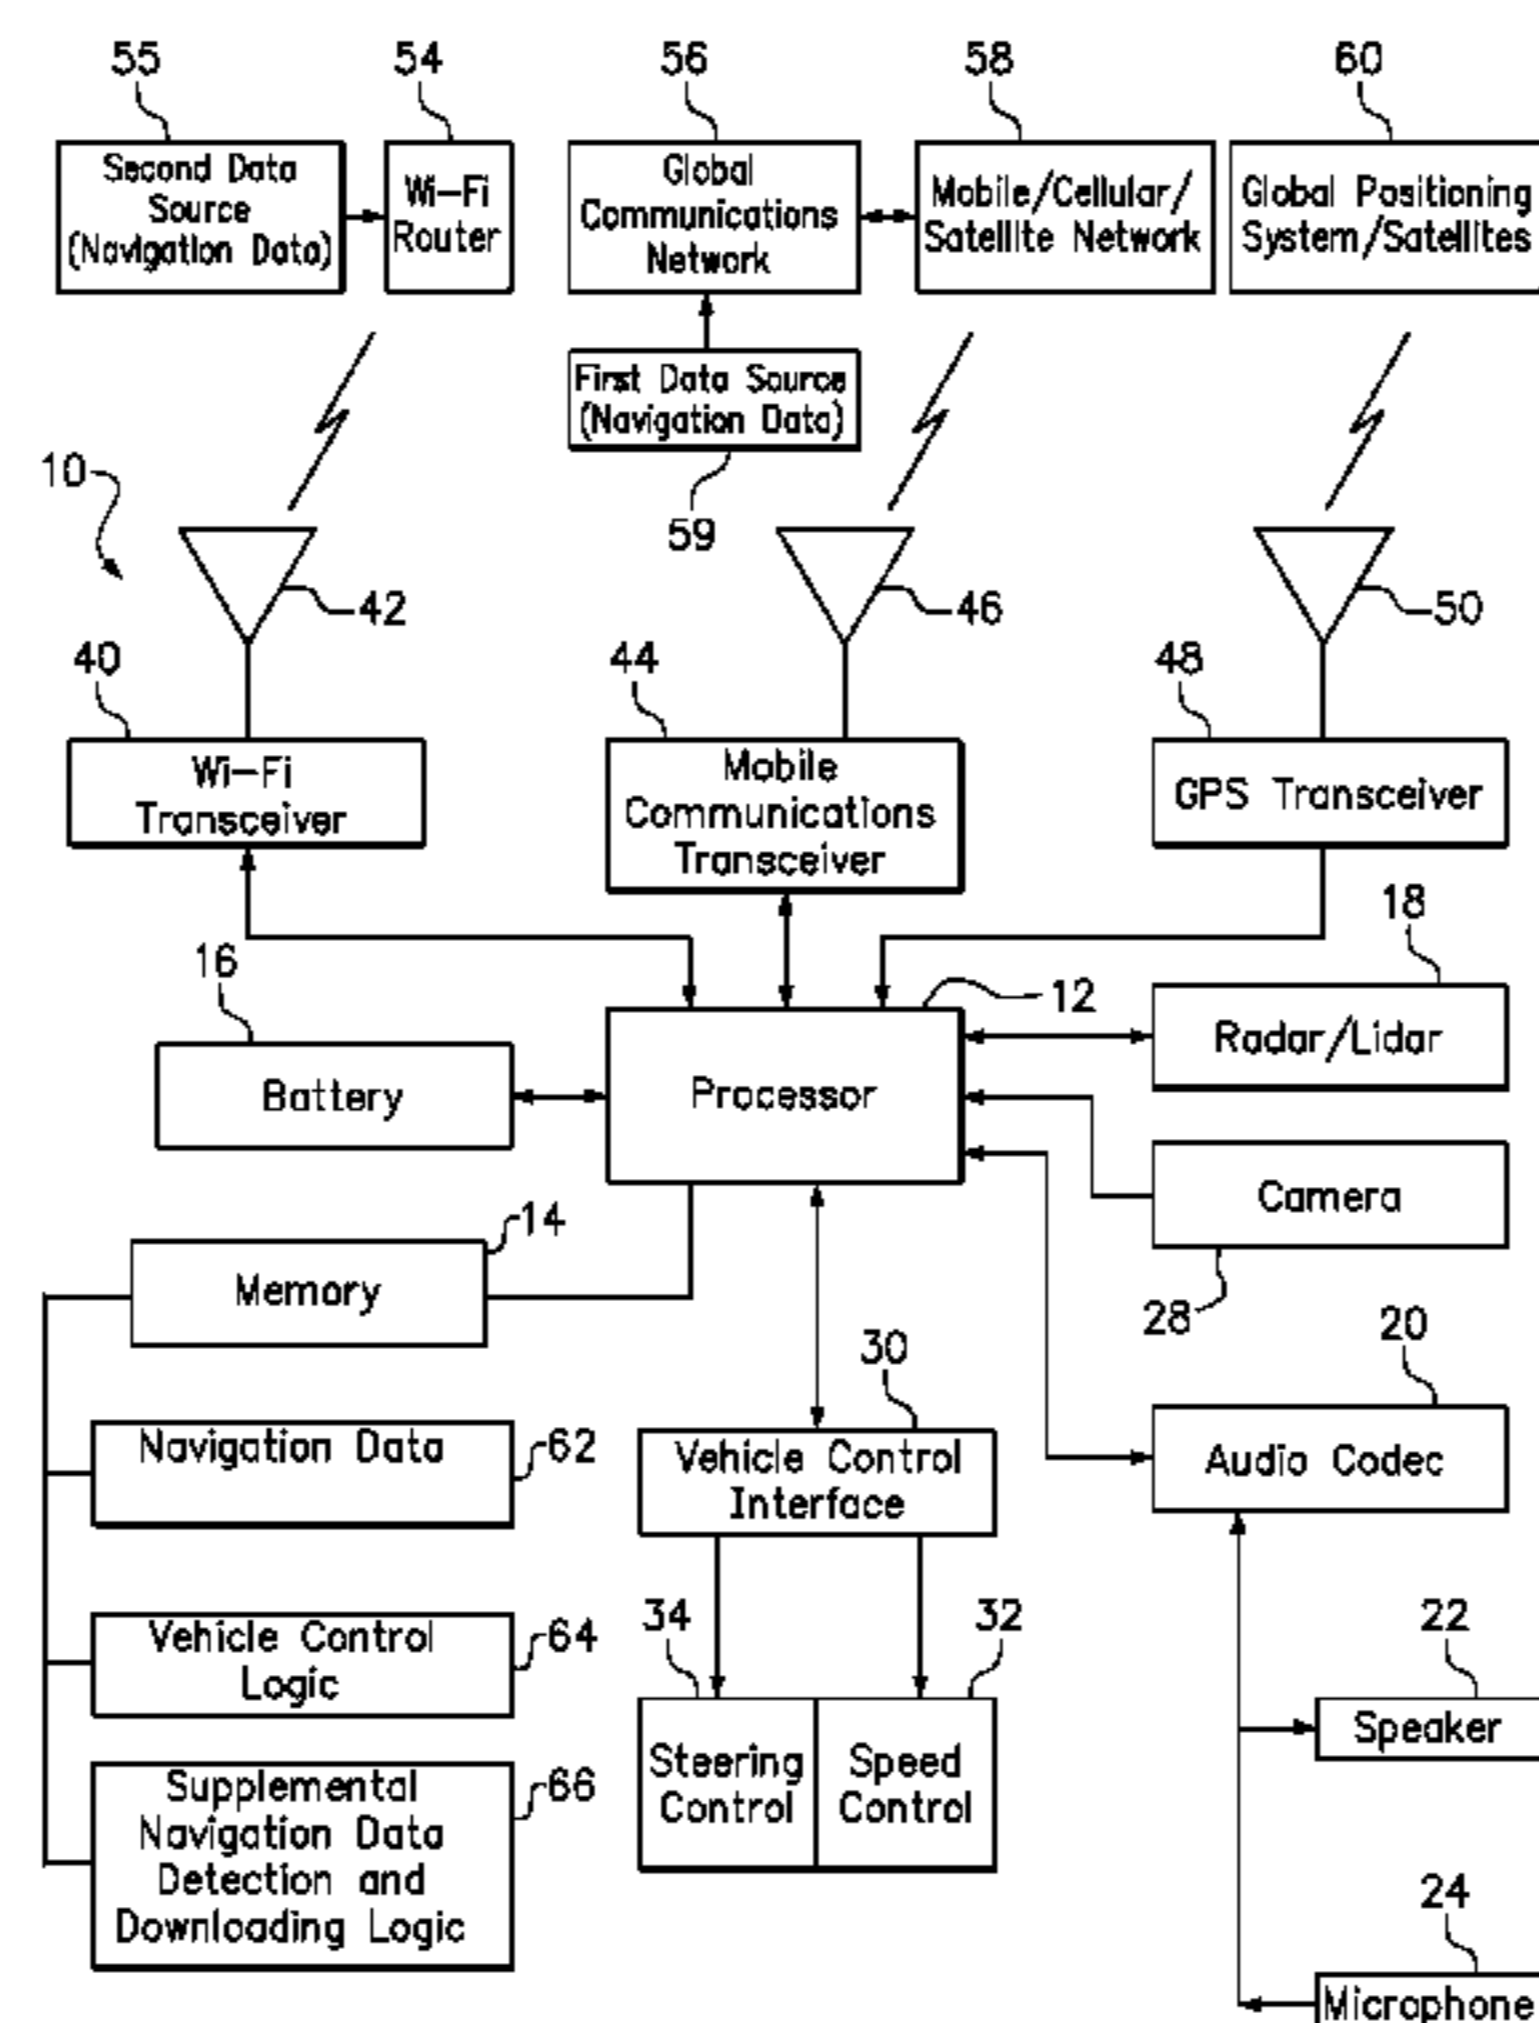 55
54
56
58
60
Second Data
Source
(Navigation Data)
Wi-Fi
Router
Global
Communications
Network
Mobile/Cellular/
Satellite Network
Global Positioning
System/Satellites
First Data Source
(Navigation Data)
59
10
42
46
50
40
44
48
Wi-Fi
Transceiver
Mobile
Communications
Transceiver
GPS Transceiver
18
16
12
Radar/Lidar
Battery
Processor
Camera
28
14
Memory
30
20
Navigation Data
62
Vehicle Control
Interface
Audio Codec
Vehicle Control
Logic
64
34
32
22
Steering
Control
Speed
Control
Speaker
Supplemental
Navigation Data
Detection and
Downloading Logic
66
24
Microphone